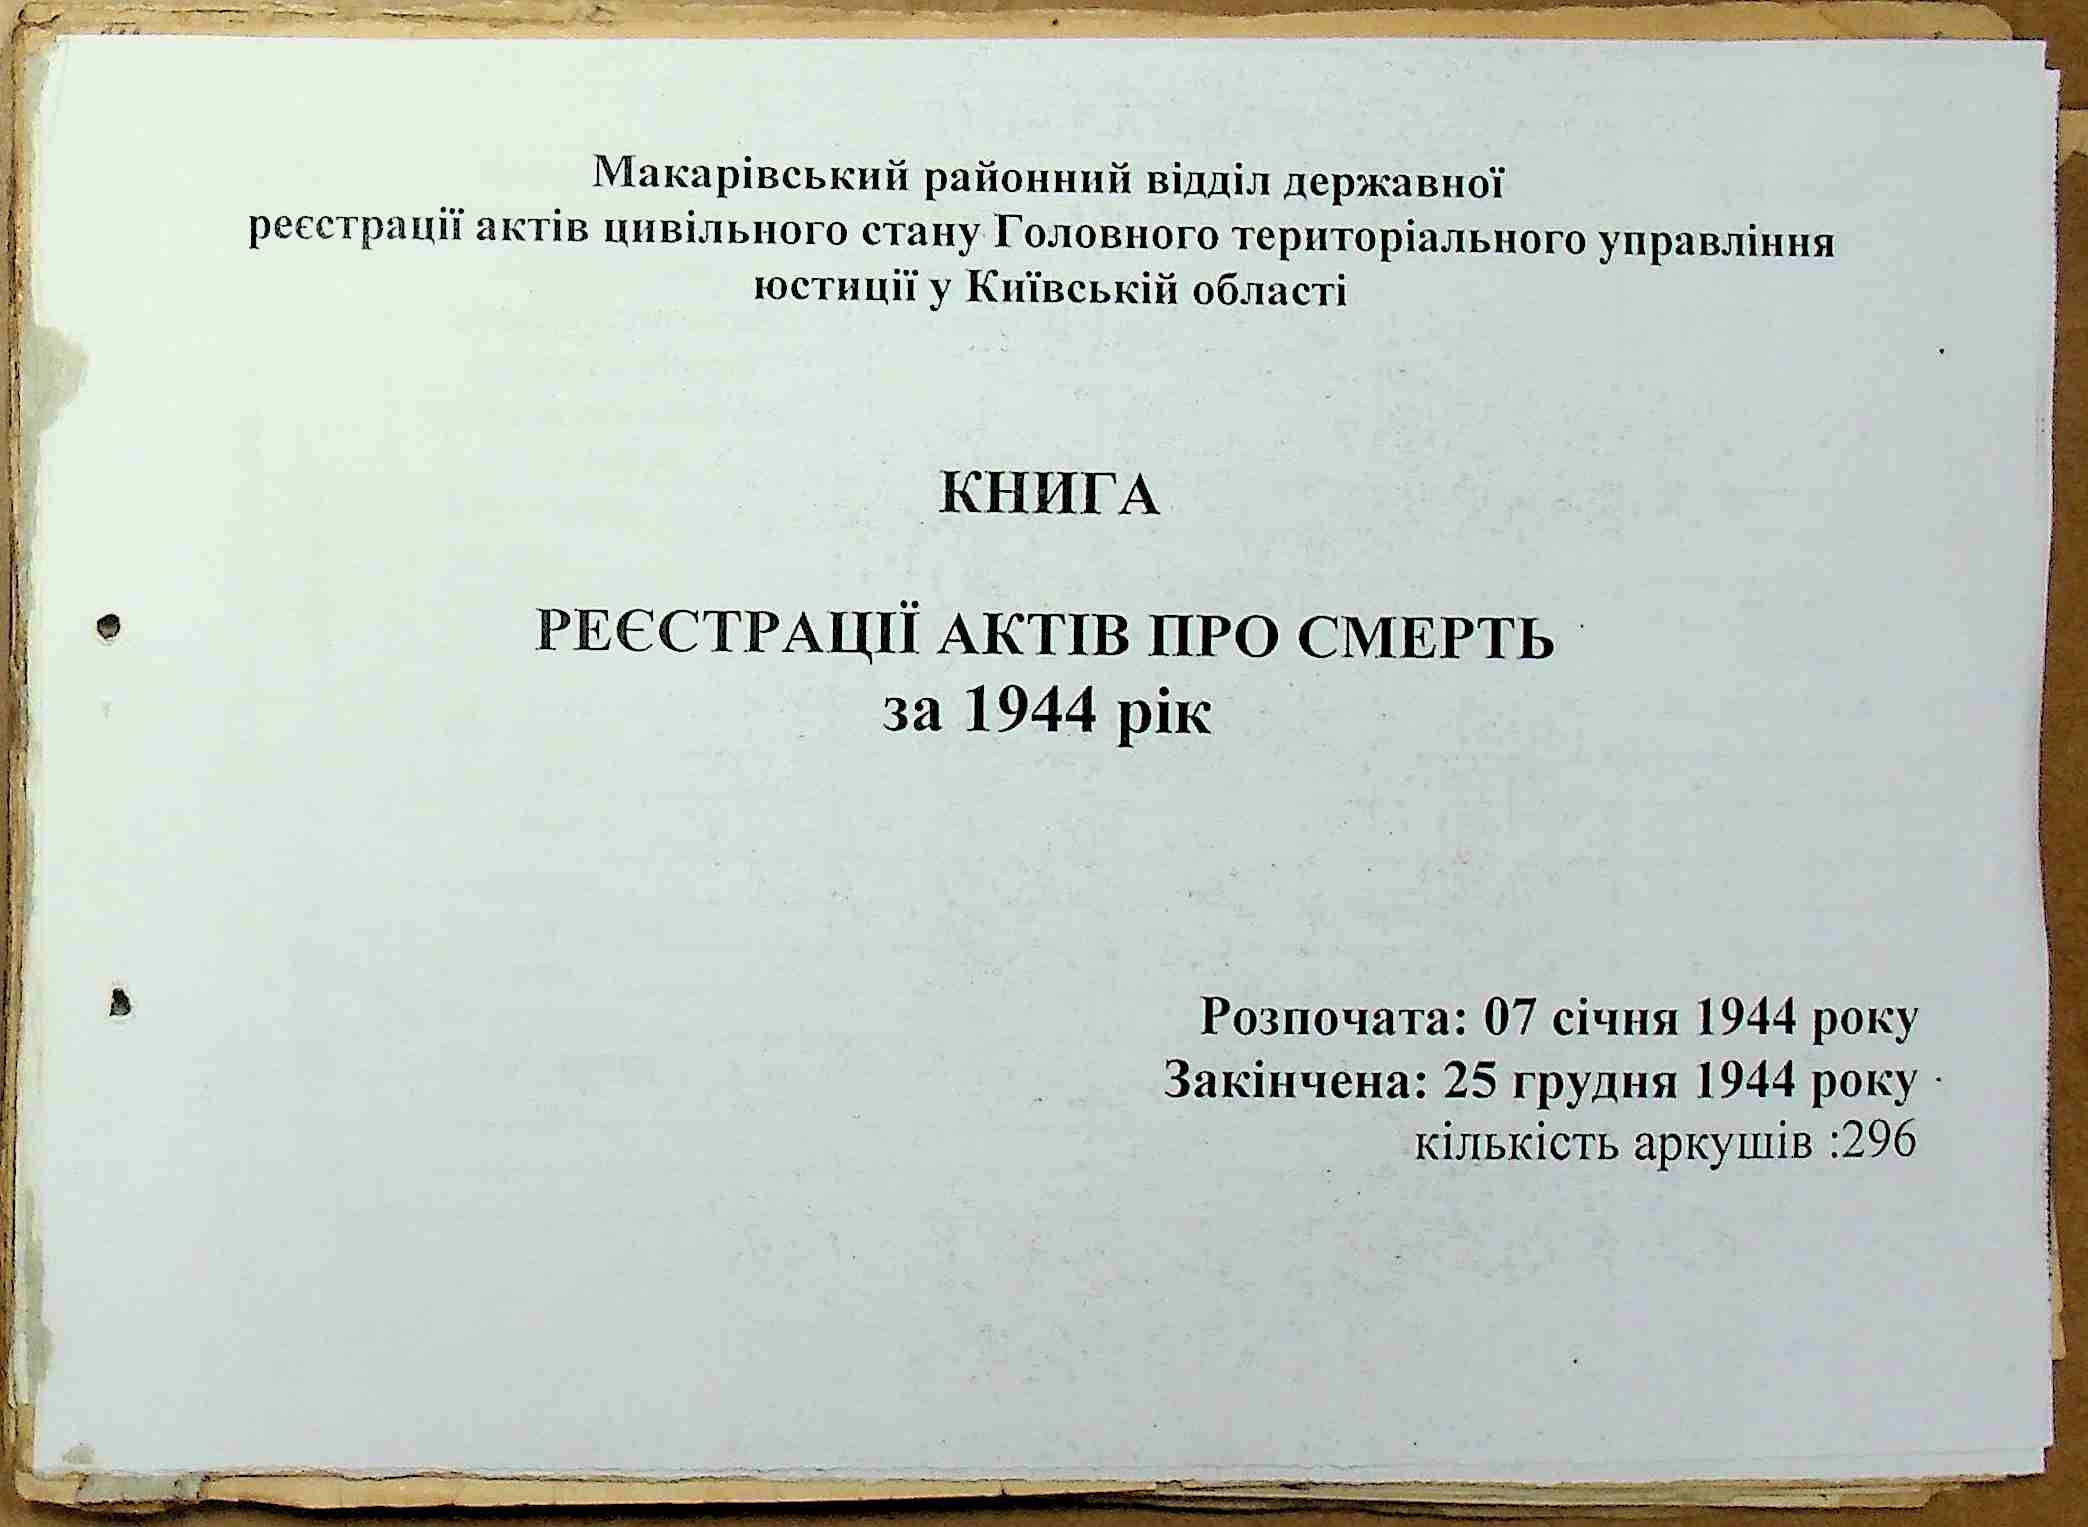 Макарівський районний відділ державної
реєстрації актів цивільного стану Головного територіального управління
юстиції у Київській області
КНИГА
РЕЄСТРАЦІЇ АКТІВ ПРО СМЕРТЬ
за 1944 рік
Розпочата: 07 січня 1944 року
Закінчена: 25 грудня 1944 року
кількість аркушів :296